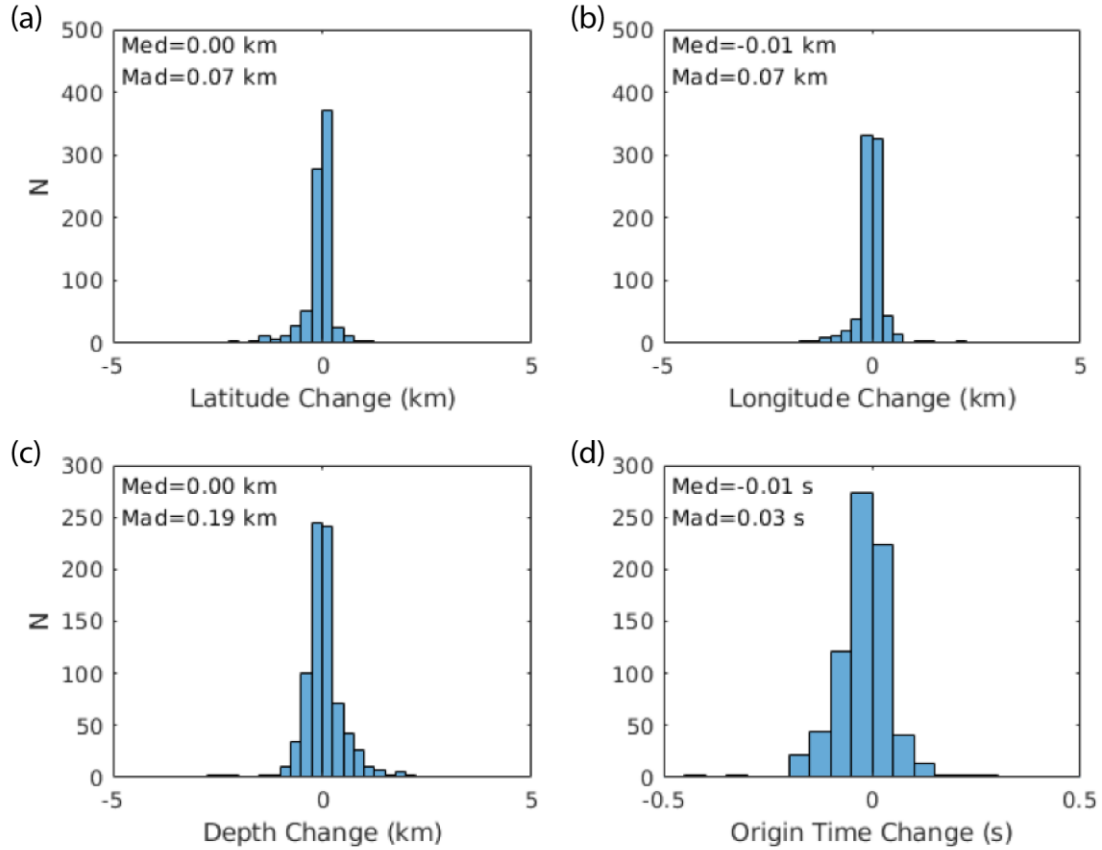 (a)
500
400
300
200
100
0
N
Med=0.00 km
Mad=0.07 km
-5
0
5
Latitude Change (km)
(b)
500
400
300
200
100
0
Med=-0.01 km
Mad=0.07 km
-5
0
5
Longitude Change (km)
(c)
300
250
200
150
100
50
0
N
Med=0.00 km
Mad=0.19 km
-5
0
5
Depth Change (km)
(d)
300
250
200
150
100
50
0
Med=-0.01 s
Mad=0.03 s
-0.5
0
0.5
Origin Time Change (s)